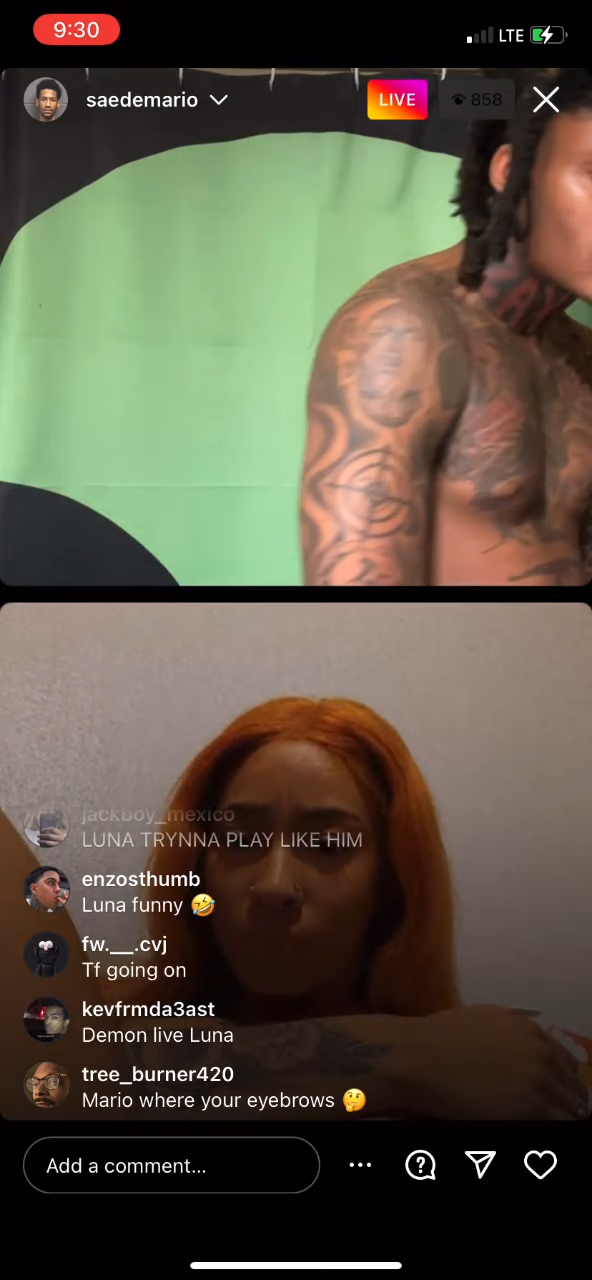 9:30
LTE
saedemario
LIVE
858
jackboy_mexico
LUNA TRYNNA PLAY LIKE HIM
enzosthumb
Luna funny 🤣
fw.___.cvj
Tf going on
kevfrmda3ast
Demon live Luna
tree_burner420
Mario where your eyebrows 🤔
Add a comment...